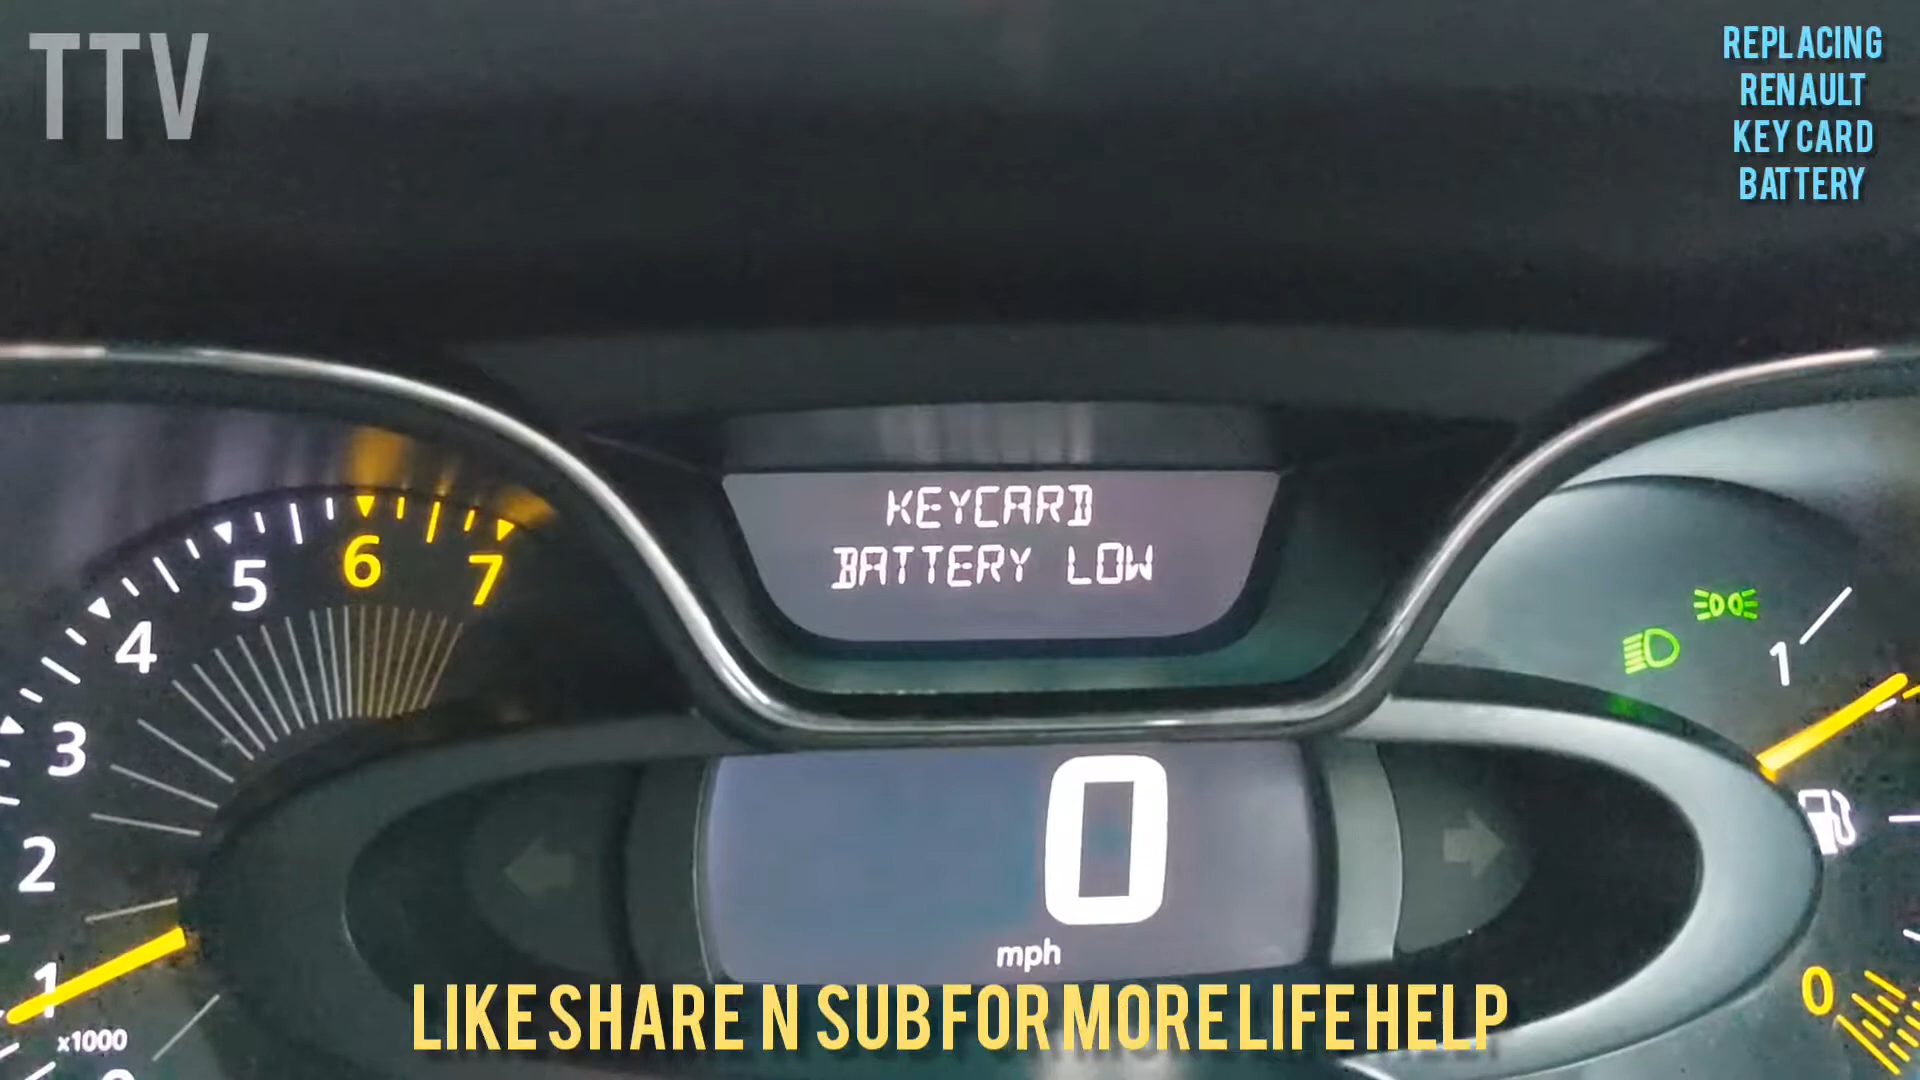 TTV
REPLACING
RENAULT
KEY CARD
BATTERY
KEYCARD
BATTERY LOW
7
6
5
4
3
2
1
x1000
1
0
0
mph
LIKE SHARE N SUB FOR MORE LIFE HELP